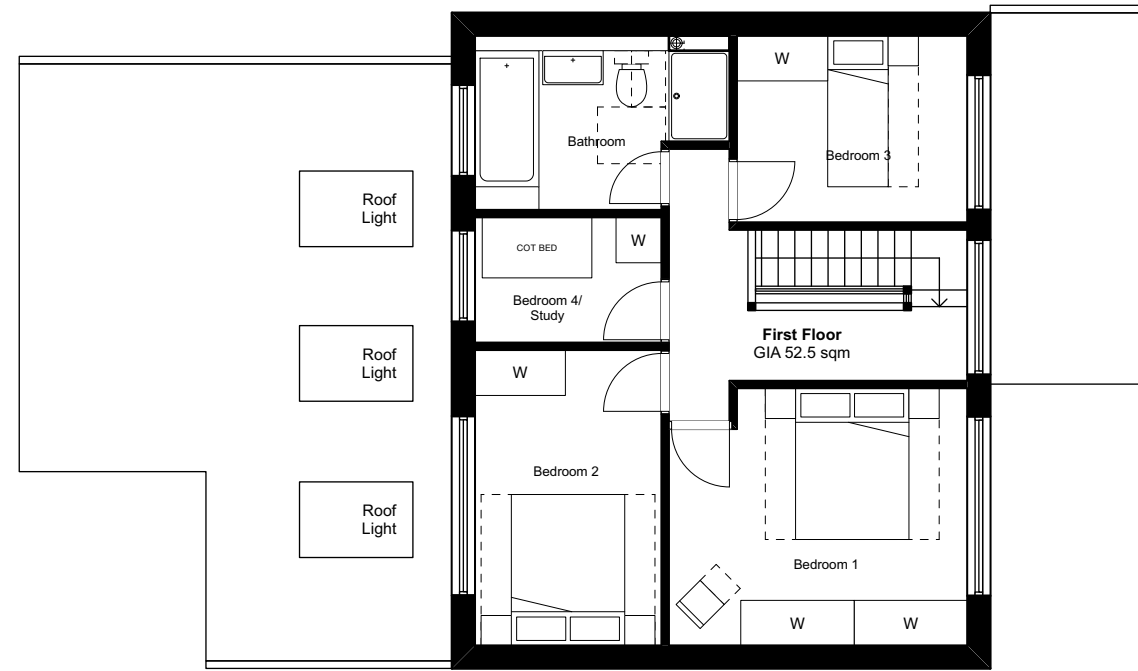 W
Bathroom
Bedroom 3
Roof
Light
COT BED
W
Bedroom 4/
Study
First Floor
GIA 52.5 sqm
Roof
Light
W
Bedroom 2
Roof
Light
Bedroom 1
W
W